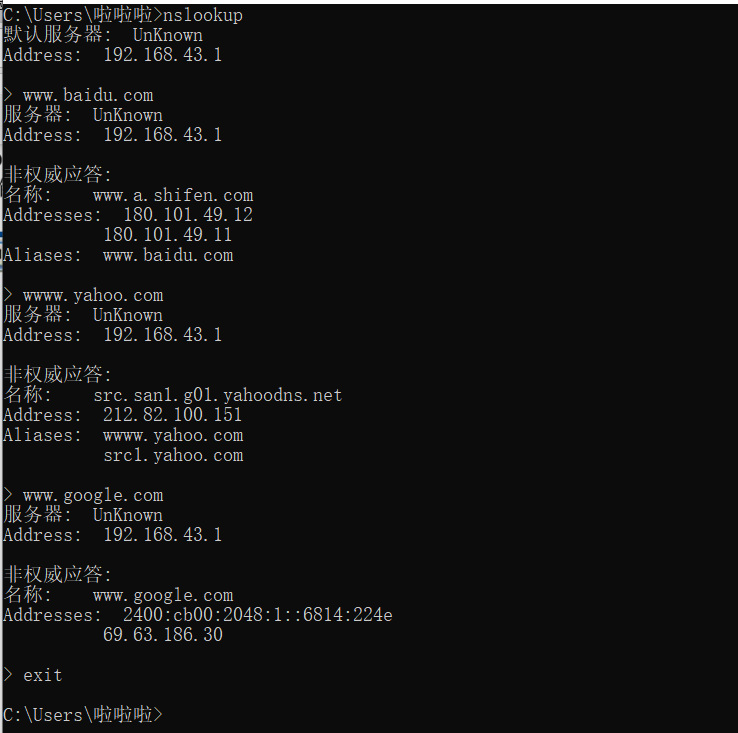 C:\Users\啦啦啦>nslookup
默认服务器:  UnKnown
Address:  192.168.43.1
> www.baidu.com
服务器:  UnKnown
Address:  192.168.43.1
非权威应答:
名称:    www.a.shifen.com
Addresses:  180.101.49.12
          180.101.49.11
Aliases:  www.baidu.com
> wwww.yahoo.com
服务器:  UnKnown
Address:  192.168.43.1
非权威应答:
名称:    src.san1.g01.yahoodns.net
Address:  212.82.100.151
Aliases:  wwww.yahoo.com
          src1.yahoo.com
> www.google.com
服务器:  UnKnown
Address:  192.168.43.1
非权威应答:
名称:    www.google.com
Addresses:  2400:cb00:2048:1::6814:224e
          69.63.186.30
> exit
C:\Users\啦啦啦>